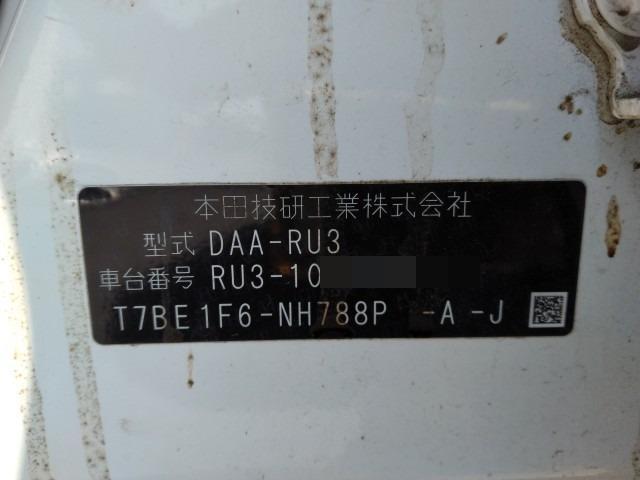 本田技研工業株式会社
型式 DAA-RU3
車台番号 RU3-10
T7BE1F6-NH788P -A-J